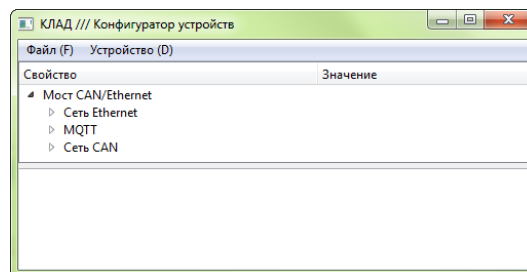 КЛАД /// Конфигуратор устройств
Файл (F) Устройство (D)
Свойство Значение
Мост CAN/Ethernet
Сеть Ethernet
MQTT
Сеть CAN